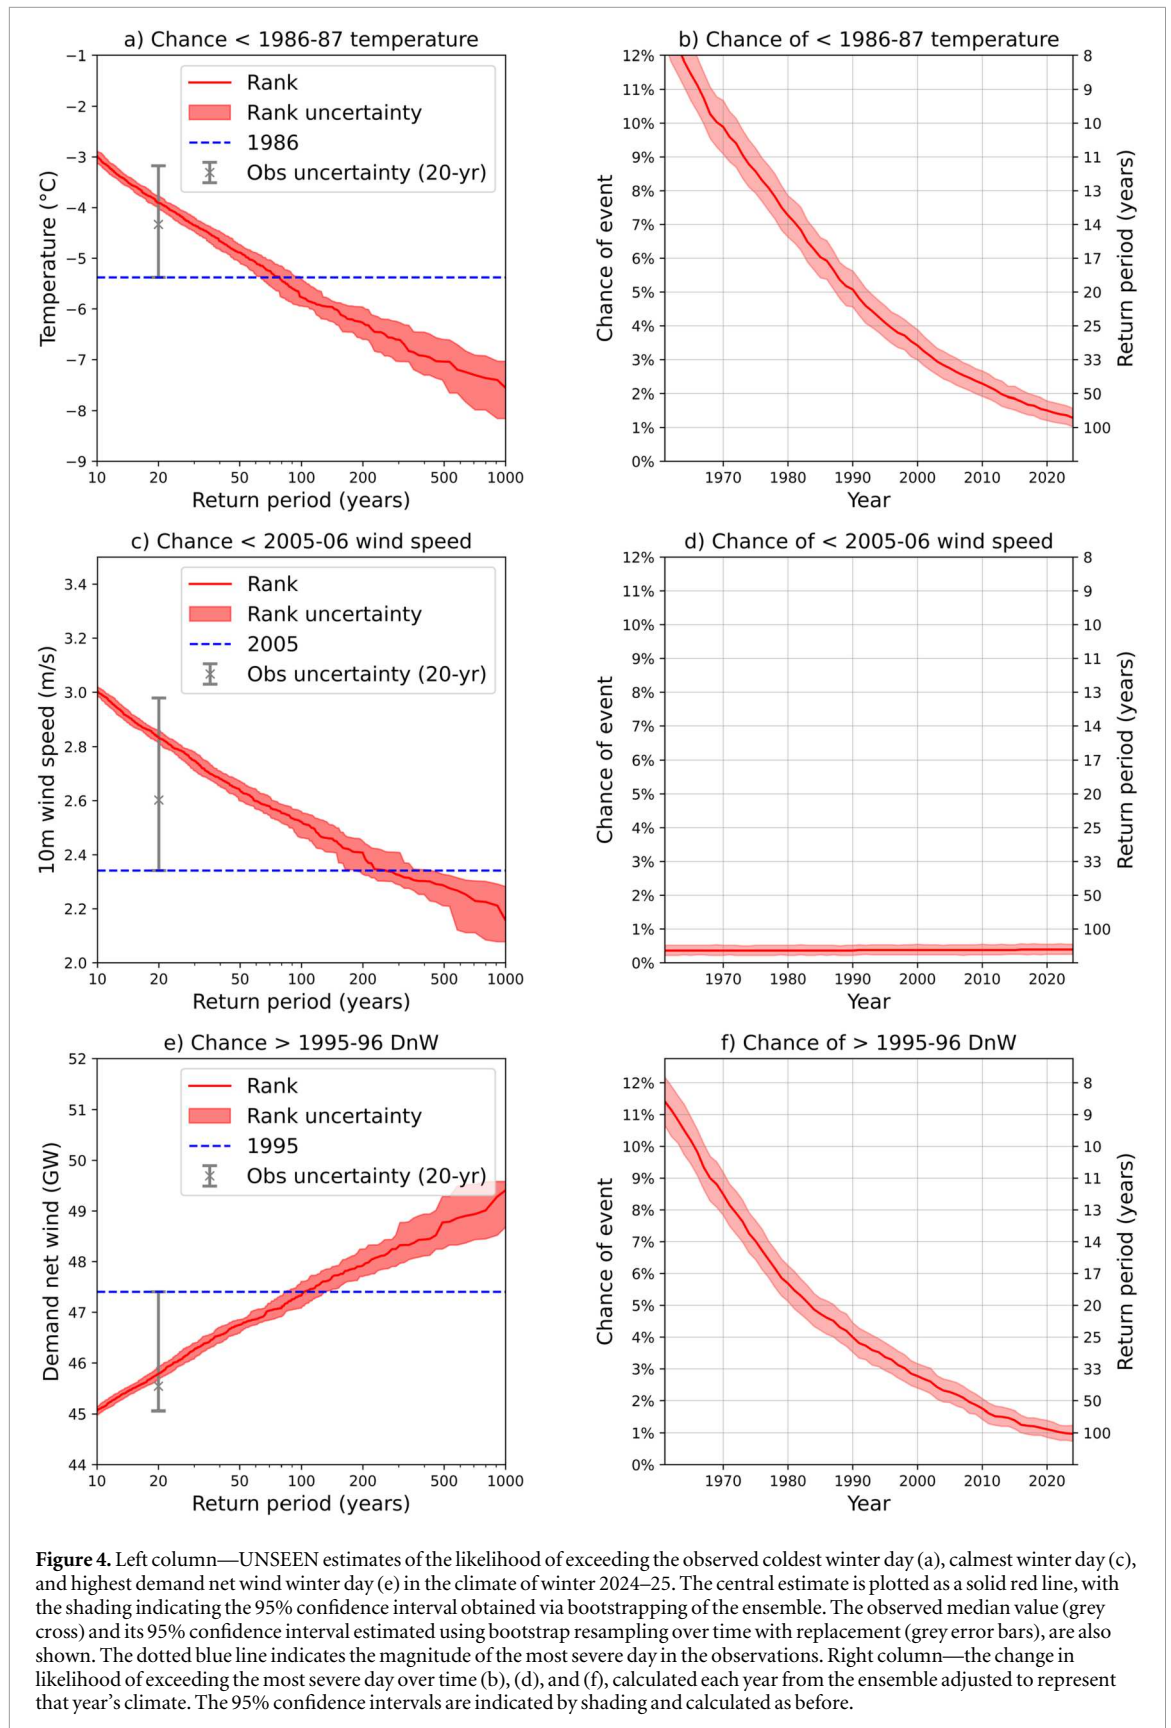 a) Chance < 1986-87 temperature
−1
−2
−3
−4
−5
−6
−7
−8
−9
Temperature (°C)
Rank
Rank uncertainty
1986
Obs uncertainty (20-yr)
10 20 50 100 200 500 1000
Return period (years)
b) Chance of < 1986-87 temperature
12%
11%
10%
9%
8%
7%
6%
5%
4%
3%
2%
1%
0%
Chance of event
8
9
10
11
13
14
17
20
25
33
50
100
Return period (years)
1970 1980 1990 2000 2010 2020
Year
c) Chance < 2005-06 wind speed
3.4
3.2
3.0
2.8
2.6
2.4
2.2
2.0
10m wind speed (m/s)
Rank
Rank uncertainty
2005
Obs uncertainty (20-yr)
10 20 50 100 200 500 1000
Return period (years)
d) Chance of < 2005-06 wind speed
12%
11%
10%
9%
8%
7%
6%
5%
4%
3%
2%
1%
0%
Chance of event
8
9
10
11
13
14
17
20
25
33
50
100
Return period (years)
1970 1980 1990 2000 2010 2020
Year
e) Chance > 1995-96 DnW
52
51
50
49
48
47
46
45
44
Demand net wind (GW)
Rank
Rank uncertainty
1995
Obs uncertainty (20-yr)
10 20 50 100 200 500 1000
Return period (years)
f) Chance of > 1995-96 DnW
12%
11%
10%
9%
8%
7%
6%
5%
4%
3%
2%
1%
0%
Chance of event
8
9
10
11
13
14
17
20
25
33
50
100
Return period (years)
1970 1980 1990 2000 2010 2020
Year
Figure 4. Left column—UNSEEN estimates of the likelihood of exceeding the observed coldest winter day (a), calmest winter day (c),
and highest demand net wind winter day (e) in the climate of winter 2024–25. The central estimate is plotted as a solid red line, with
the shading indicating the 95% confidence interval obtained via bootstrapping of the ensemble. The observed median value (grey
cross) and its 95% confidence interval estimated using bootstrap resampling over time with replacement (grey error bars), are also
shown. The dotted blue line indicates the magnitude of the most severe day in the observations. Right column—the change in
likelihood of exceeding the most severe day over time (b), (d), and (f), calculated each year from the ensemble adjusted to represent
that year's climate. The 95% confidence intervals are indicated by shading and calculated as before.